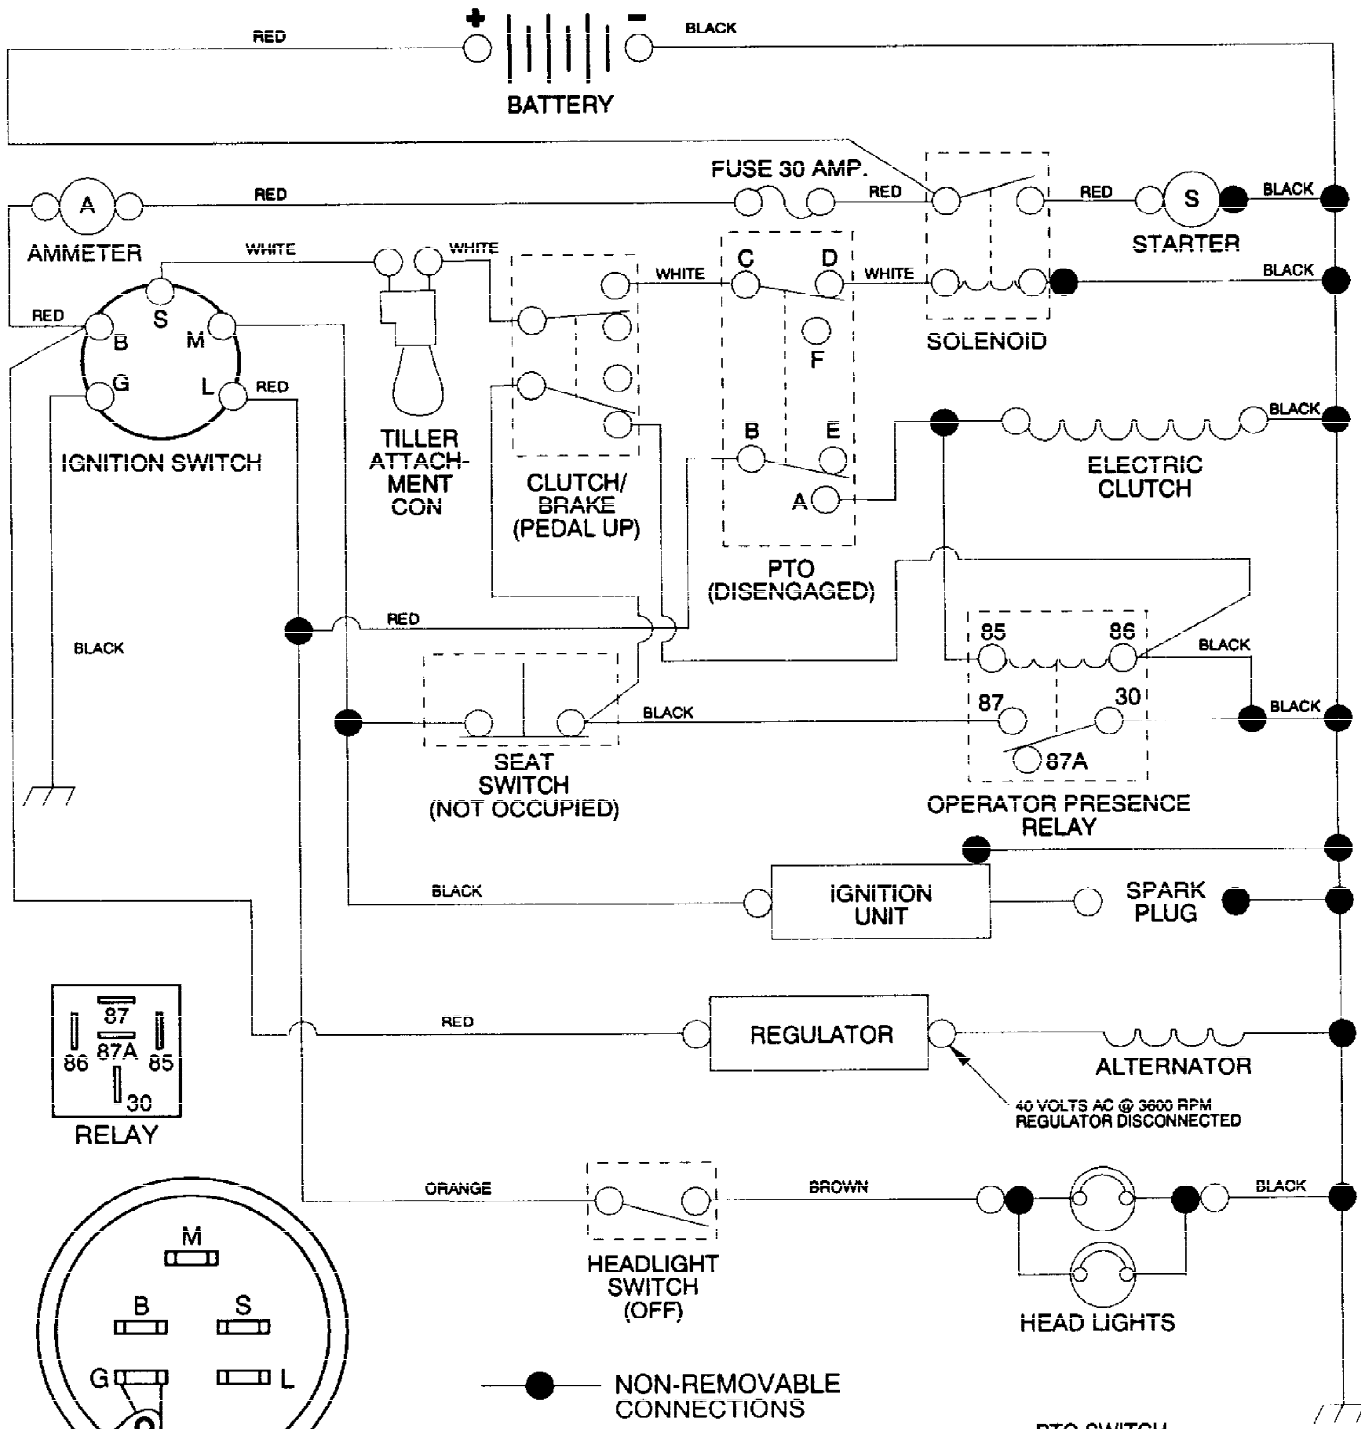 +
-
RED
BLACK
BATTERY
FUSE 30 AMP.
A
RED
RED
RED
S
BLACK
AMMETER
STARTER
WHITE
WHITE
WHITE
C
D
WHITE
BLACK
SOLENOID
RED
S
B
M
F
G
L
RED
IGNITION SWITCH
TILLER
ATTACH-
MENT
CON
CLUTCH/
BRAKE
(PEDAL UP)
B
E
A
BLACK
ELECTRIC
CLUTCH
PTO
(DISENGAGED)
RED
BLACK
85
86
BLACK
87
30
BLACK
BLACK
87A
SEAT
SWITCH
(NOT OCCUPIED)
OPERATOR PRESENCE
RELAY
BLACK
IGNITION
UNIT
SPARK
PLUG
87
86
87A
85
30
RELAY
RED
REGULATOR
ALTERNATOR
40 VOLTS AC @ 3600 RPM
REGULATOR DISCONNECTED
ORANGE
BROWN
BLACK
HEADLIGHT
SWITCH
(OFF)
HEAD LIGHTS
M
B
S
G
L
NON-REMOVABLE
CONNECTIONS
PTO SWITCH